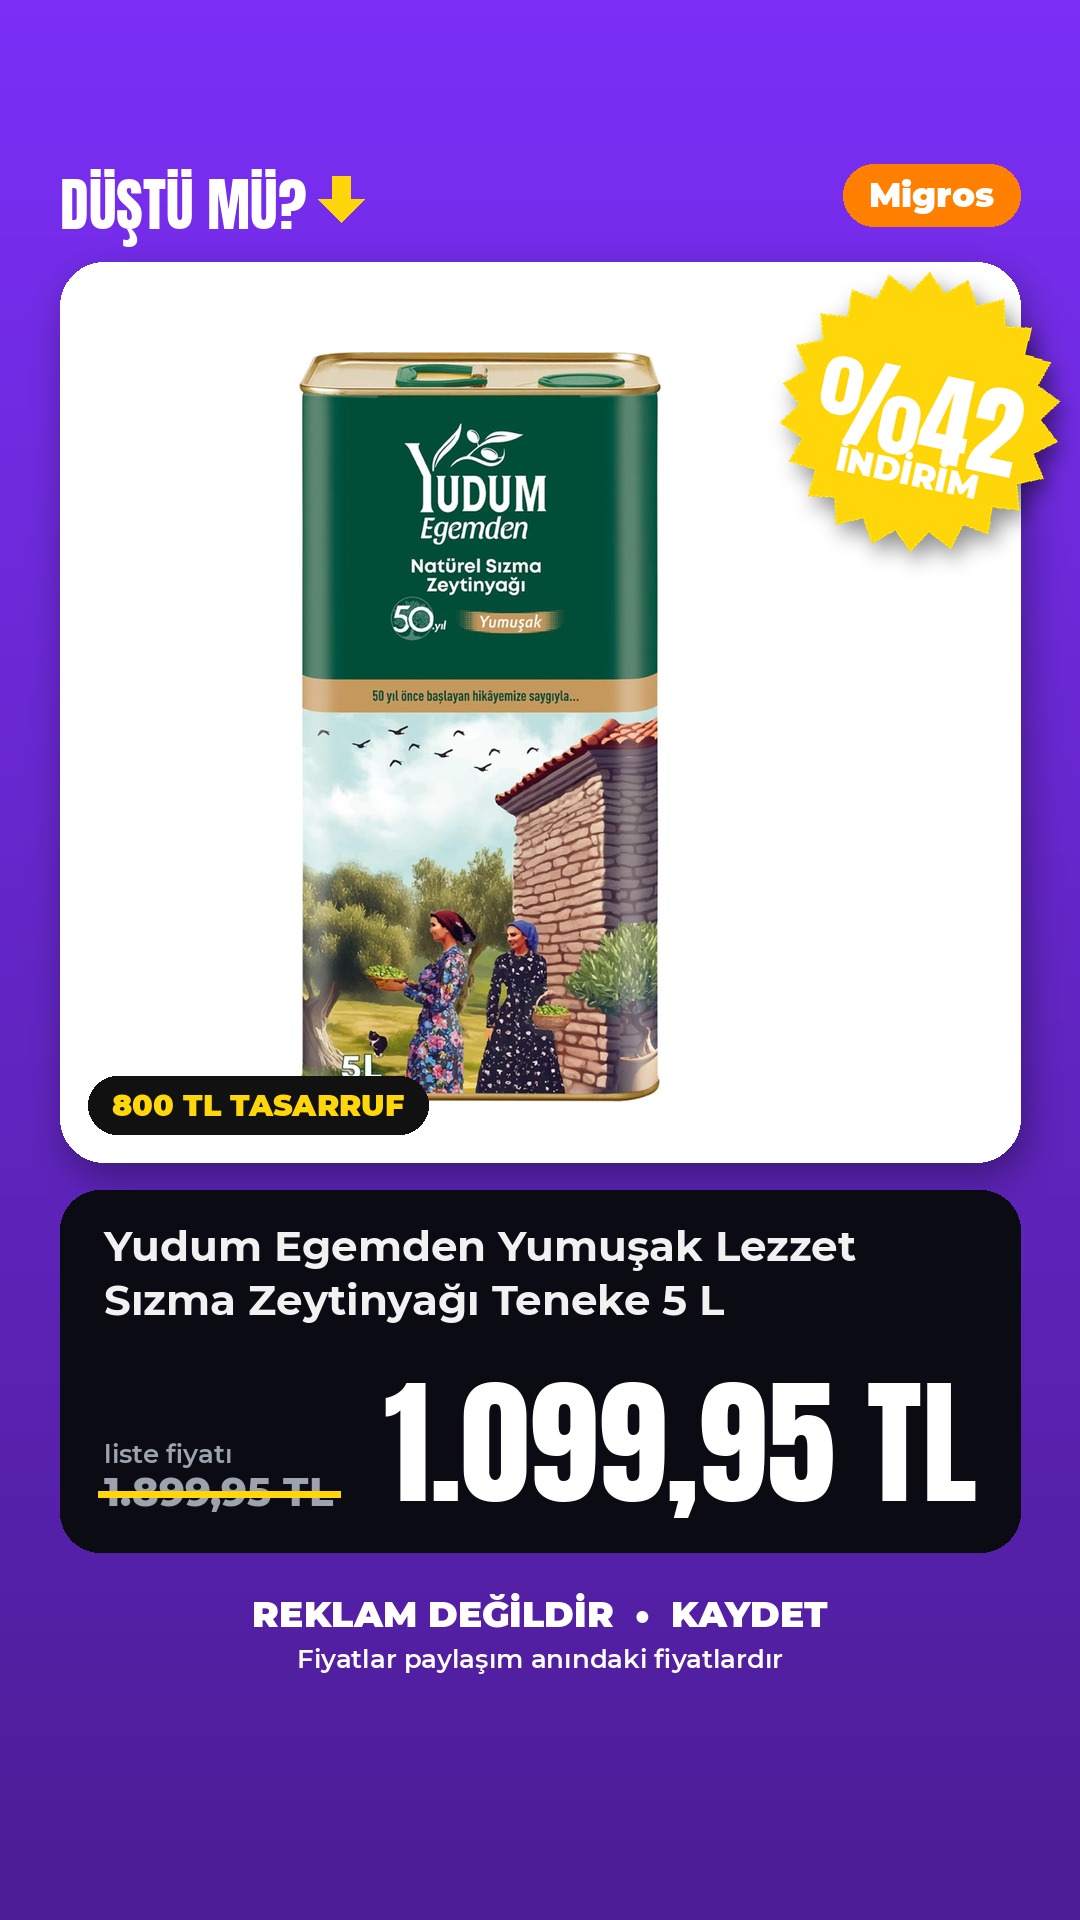 DÜŞTÜ MÜ?
Migros
%42
İNDİRİM
YUDUM
Egemden
Natürel Sızma
Zeytinyağı
50.yıl
Yumuşak
50 yıl önce başlayan hikâyemize saygıyla...
5L
800 TL TASARRUF
Yudum Egemden Yumuşak Lezzet
Sızma Zeytinyağı Teneke 5 L
liste fiyatı
1.899,95 TL
1.099,95 TL
REKLAM DEĞİLDİR • KAYDET
Fiyatlar paylaşım anındaki fiyatlardır